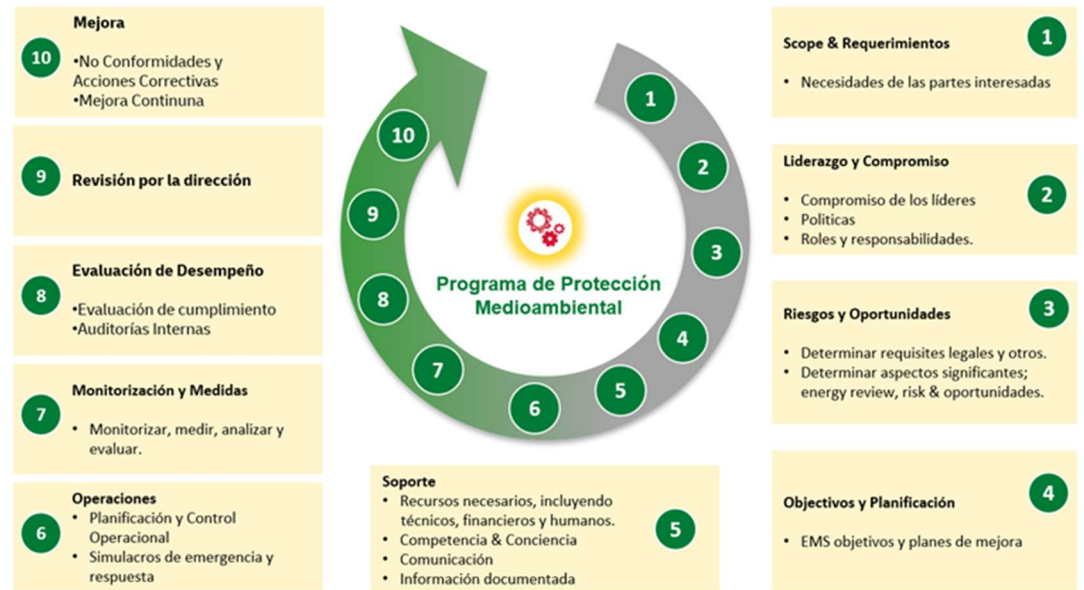 Mejora
10
•No Conformidades y
Acciones Correctivas
•Mejora Continuna
9
Revisión por la dirección
8
Evaluación de Desempeño
•Evaluación de cumplimiento
•Auditorías Internas
7
Monitorización y Medidas
• Monitorizar, medir, analizar y
evaluar.
6
Operaciones
• Planificación y Control
Operacional
• Simulacros de emergencia y
respuesta
1
2
3
4
5
6
7
8
9
10
Programa de Protección
Medioambiental
Soporte
• Recursos necesarios, incluyendo
técnicos, financieros y humanos.
• Competencia & Conciencia
• Comunicación
• Información documentada
5
Scope & Requerimientos
1
• Necesidades de las partes interesadas
Liderazgo y Compromiso
2
• Compromiso de los líderes
• Politicas
• Roles y responsabilidades.
Riesgos y Oportunidades
3
• Determinar requisites legales y otros.
• Determinar aspectos significantes;
energy review, risk & oportunidades.
Objectivos y Planificación
4
• EMS objetivos y planes de mejora